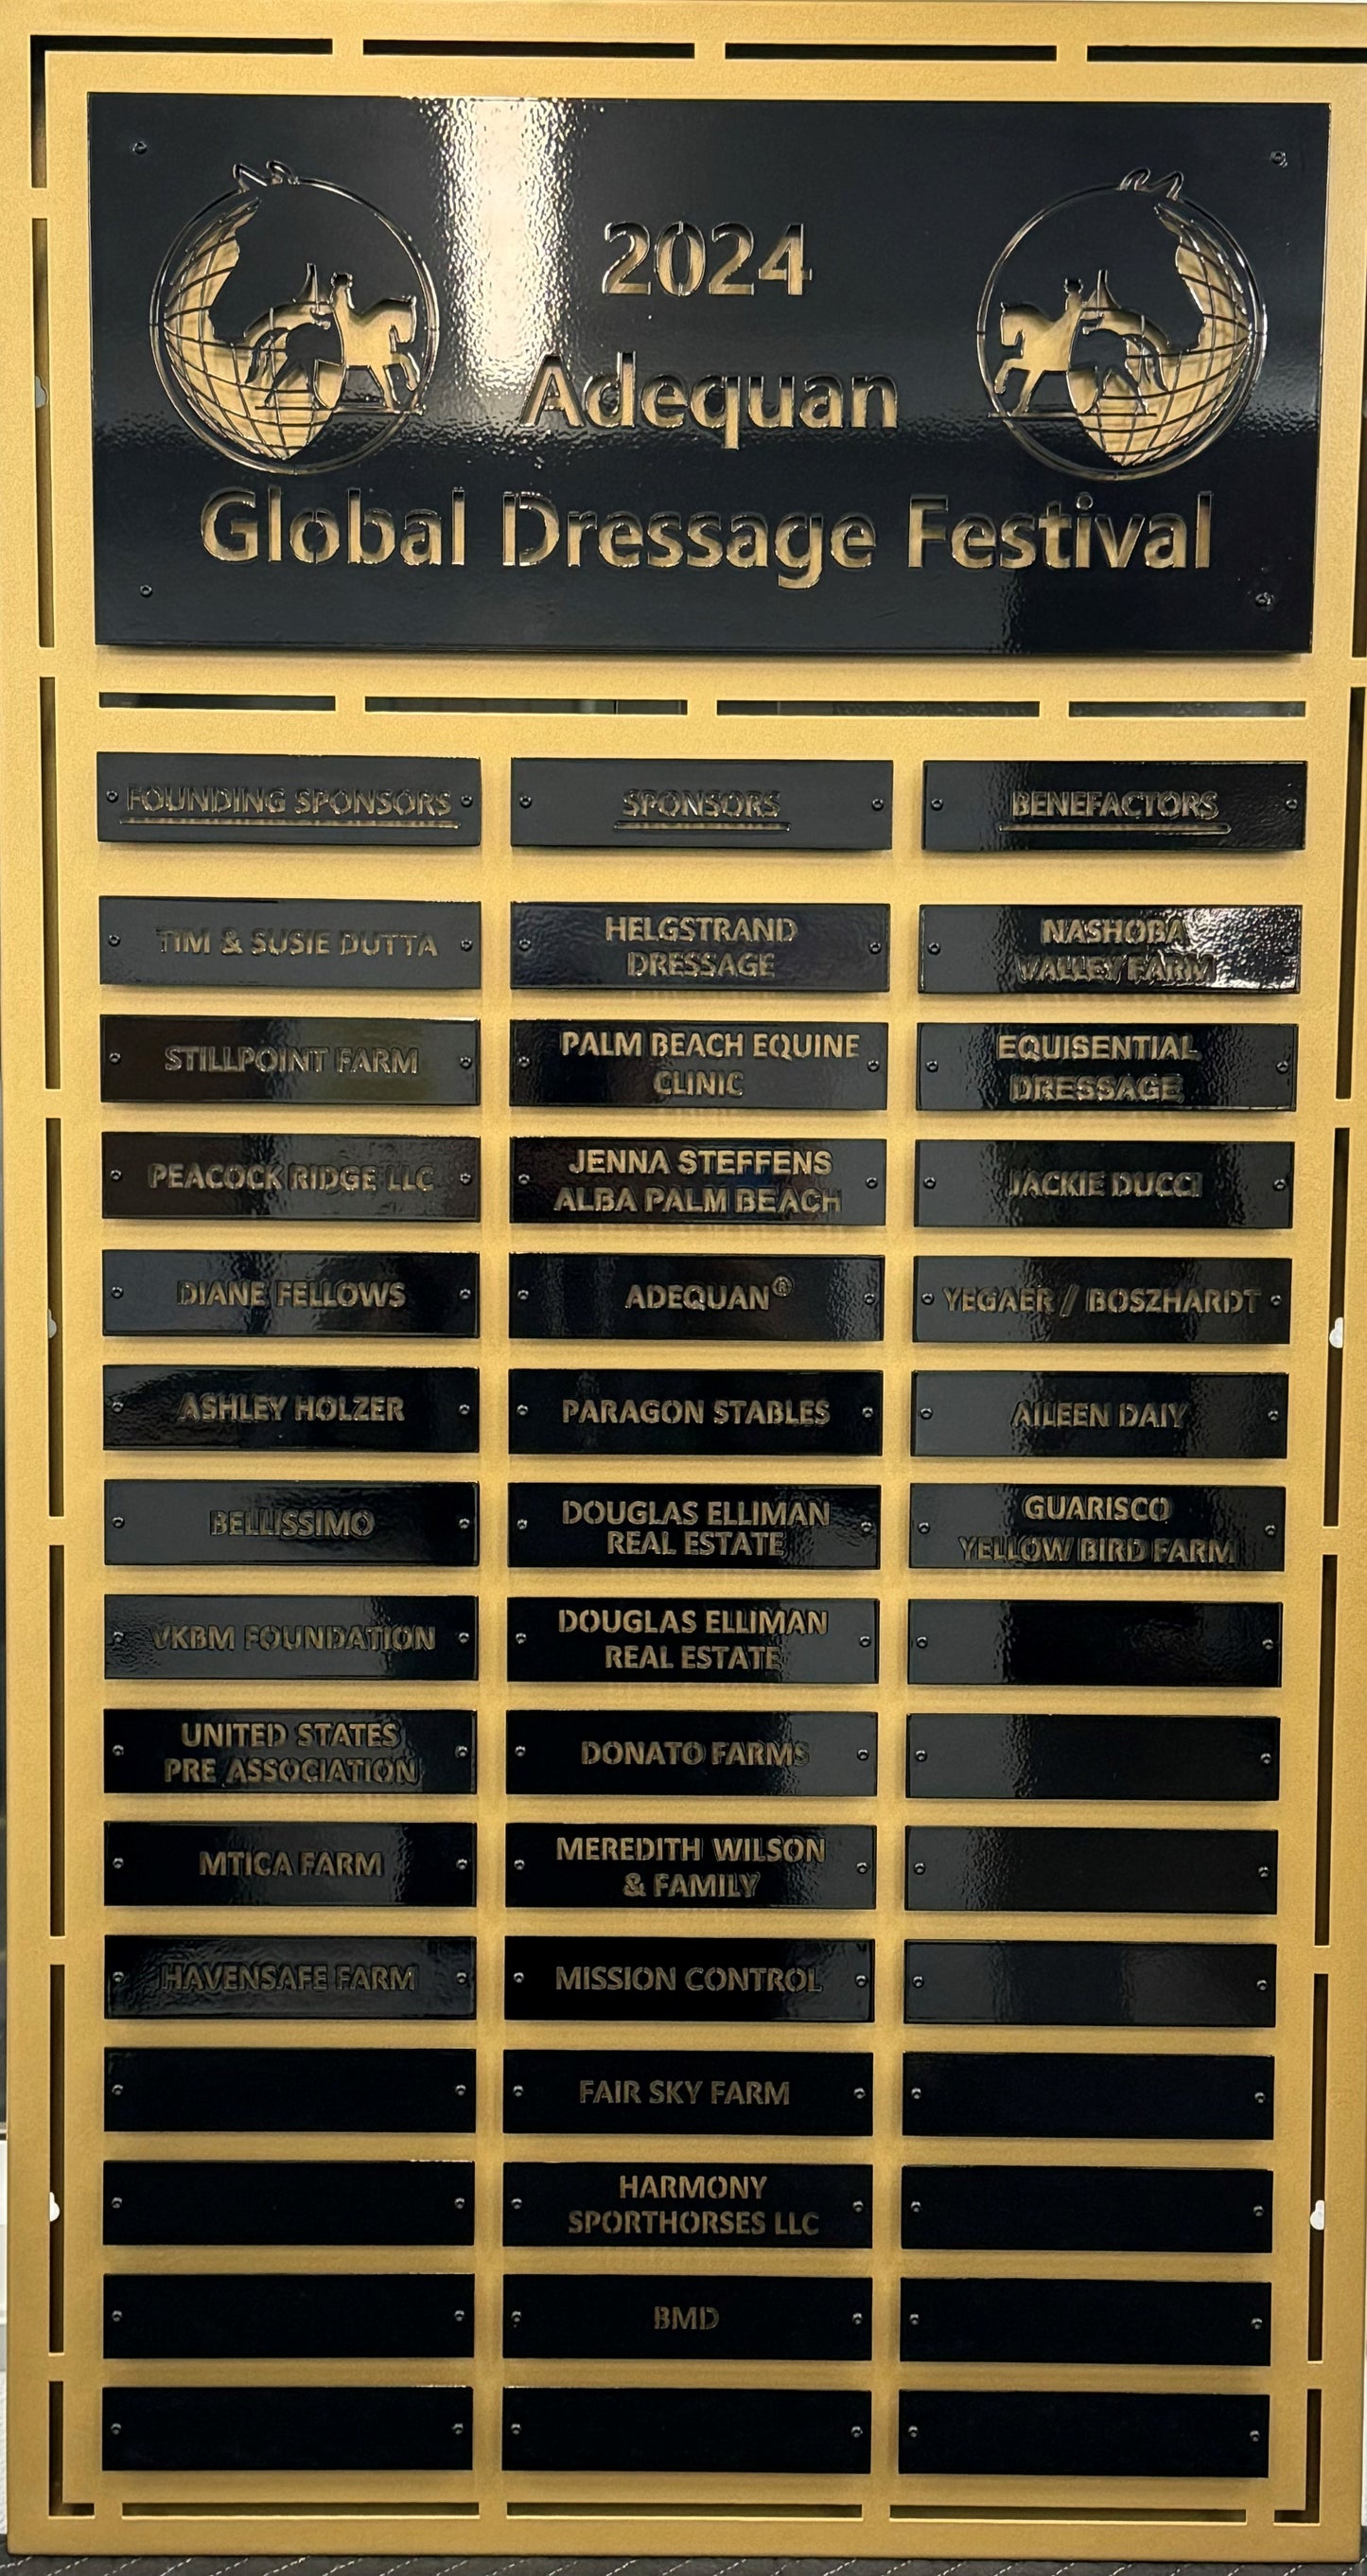 2024
Adequan
Global Dressage Festival
FOUNDING SPONSORS
TIM & SUSIE DUTTA
STILLPOINT FARM
PEACOCK RIDGE LLC
DIANE FELLOWS
ASHLEY HOLZER
BELLISSIMO
VKBM FOUNDATION
UNITED STATES
PRE ASSOCIATION
MTICA FARM
HAVENSAFE FARM
SPONSORS
HELGSTRAND
DRESSAGE
PALM BEACH EQUINE
CLINIC
JENNA STEFFENS
ALBA PALM BEACH
ADEQUAN®
PARAGON STABLES
DOUGLAS ELLIMAN
REAL ESTATE
DOUGLAS ELLIMAN
REAL ESTATE
DONATO FARMS
MEREDITH WILSON
& FAMILY
MISSION CONTROL
FAIR SKY FARM
HARMONY
SPORTHORSES LLC
BMD
BENEFACTORS
NASHOBA
VALLEY FARM
EQUISENTIAL
DRESSAGE
JACKIE DUCCI
YEGAER / BOSZHARDT
AILEEN DAIY
GUARISCO
YELLOW BIRD FARM